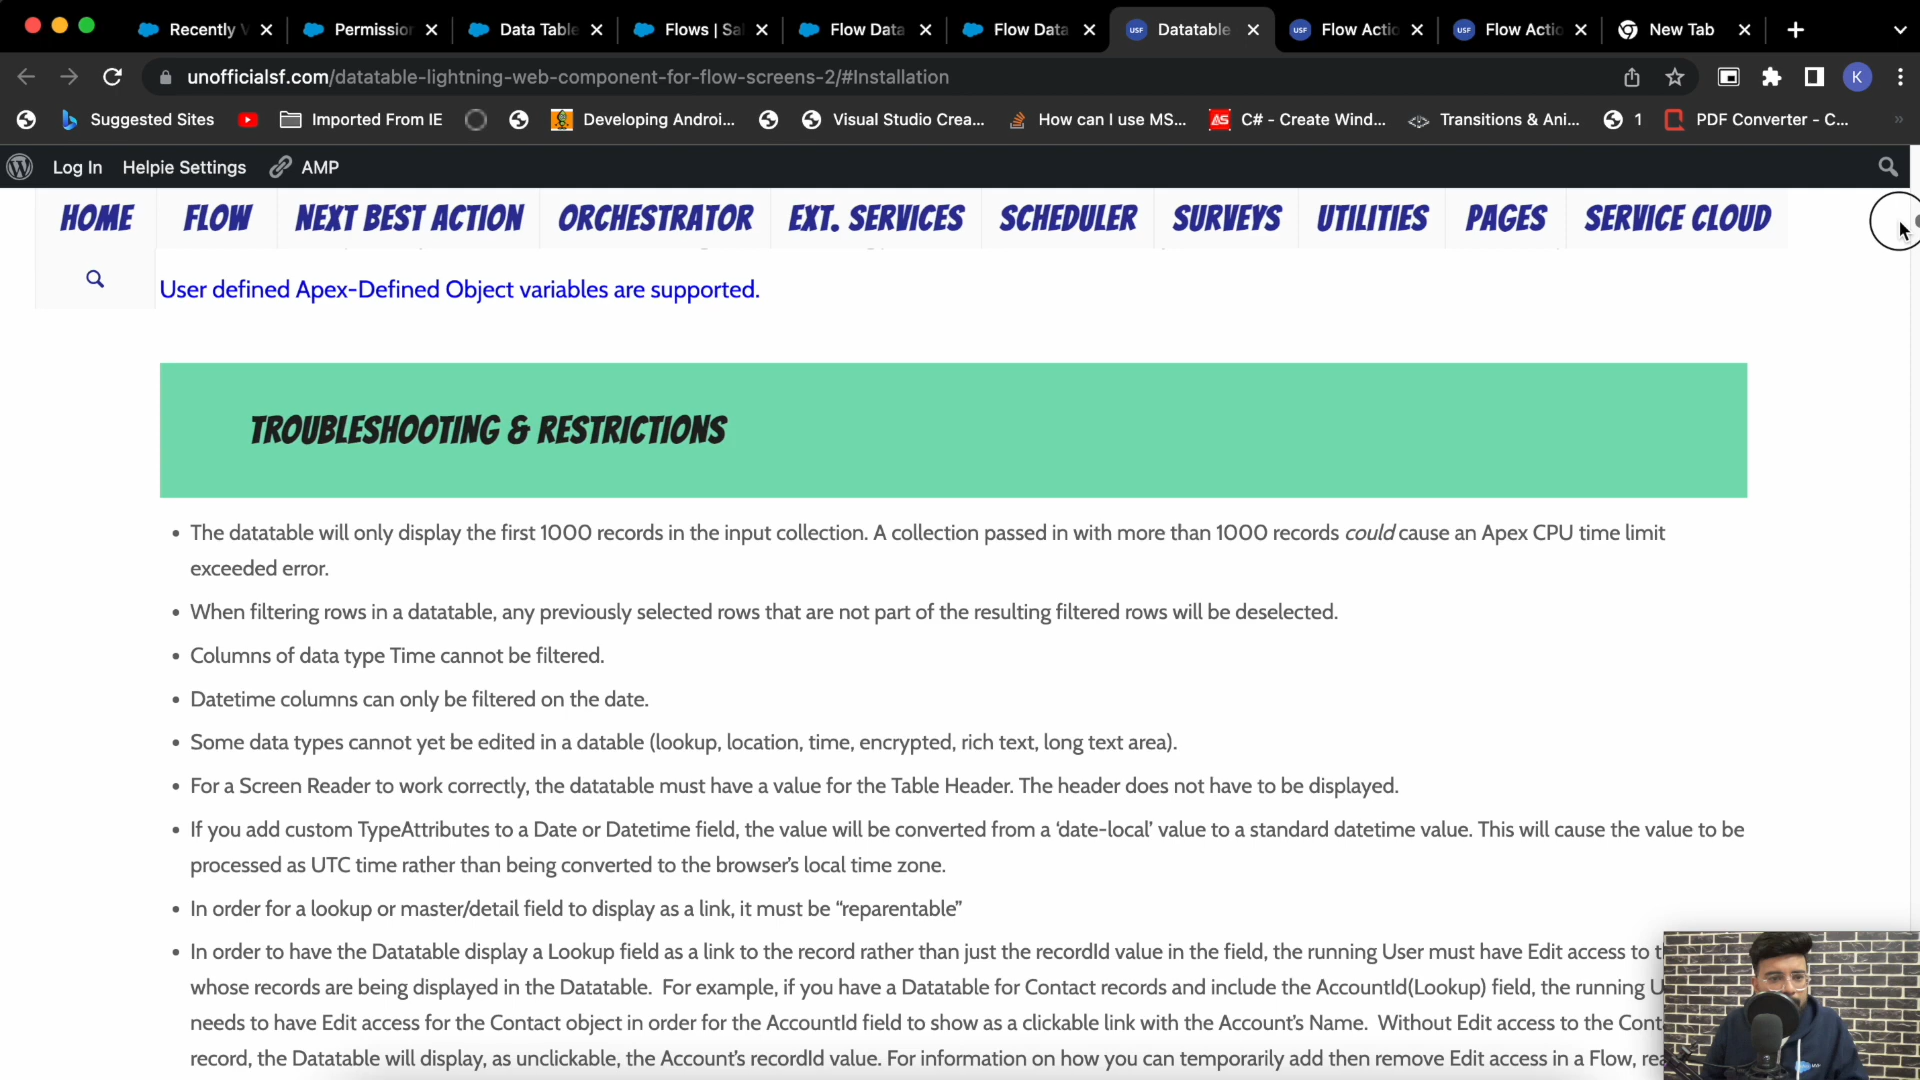 Recently V
Permission
Data Table
Flows | Sal
Flow Data
Flow Data
USF Datatable
USF Flow Actio
USF Flow Actio
New Tab
unofficialsf.com/datatable-lightning-web-component-for-flow-screens-2/#Installation
K
Suggested Sites
Imported From IE
Developing Androi...
Visual Studio Crea...
How can I use MS...
AS C# - Create Wind...
Transitions & Ani...
1
PDF Converter - C...
Log In Helpie Settings AMP
HOME FLOW NEXT BEST ACTION ORCHESTRATOR EXT. SERVICES SCHEDULER SURVEYS UTILITIES PAGES SERVICE CLOUD
User defined Apex-Defined Object variables are supported.
TROUBLESHOOTING & RESTRICTIONS
• The datatable will only display the first 1000 records in the input collection. A collection passed in with more than 1000 records could cause an Apex CPU time limit
exceeded error.
• When filtering rows in a datatable, any previously selected rows that are not part of the resulting filtered rows will be deselected.
• Columns of data type Time cannot be filtered.
• Datetime columns can only be filtered on the date.
• Some data types cannot yet be edited in a datable (lookup, location, time, encrypted, rich text, long text area).
• For a Screen Reader to work correctly, the datatable must have a value for the Table Header. The header does not have to be displayed.
• If you add custom TypeAttributes to a Date or Datetime field, the value will be converted from a ‘date-local’ value to a standard datetime value. This will cause the value to be
processed as UTC time rather than being converted to the browser’s local time zone.
• In order for a lookup or master/detail field to display as a link, it must be “reparentable”
• In order to have the Datatable display a Lookup field as a link to the record rather than just the recordId value in the field, the running User must have Edit access to
whose records are being displayed in the Datatable. For example, if you have a Datatable for Contact records and include the AccountId(Lookup) field, the running
needs to have Edit access for the Contact object in order for the AccountId field to show as a clickable link with the Account’s Name. Without Edit access to the Cont
record, the Datatable will display, as unclickable, the Account’s recordId value. For information on how you can temporarily add then remove Edit access in a Flow,